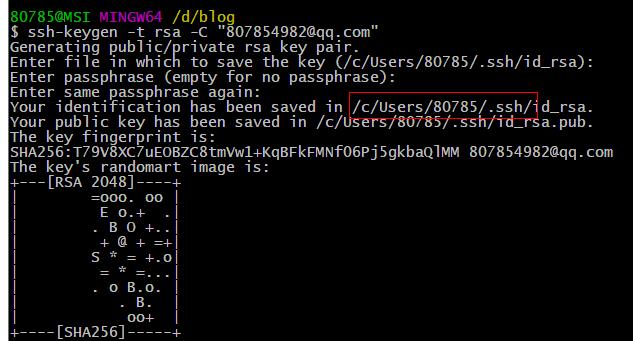 80785@MSI MINGW64 /d/blog
$ ssh-keygen -t rsa -C "807854982@qq.com"
Generating public/private rsa key pair.
Enter file in which to save the key (/c/Users/80785/.ssh/id_rsa):
Enter passphrase (empty for no passphrase):
Enter same passphrase again:
Your identification has been saved in /c/Users/80785/.ssh/id_rsa.
Your public key has been saved in /c/Users/80785/.ssh/id_rsa.pub.
The key fingerprint is:
SHA256:T79V8XC7uEOBZC8tmVw1+KqBFkFMNfO6Pj5gkbaQlMM 807854982@qq.com
The key's randomart image is:
+---[RSA 2048]----+
|        =ooo. oo |
|         E o.+  .|
|        . B O +..|
|         + @ + =+|
|        S * = +.o|
|         = * =...|
|        . o B.o. |
|           . B.  |
|            oo+  |
+----[SHA256]-----+